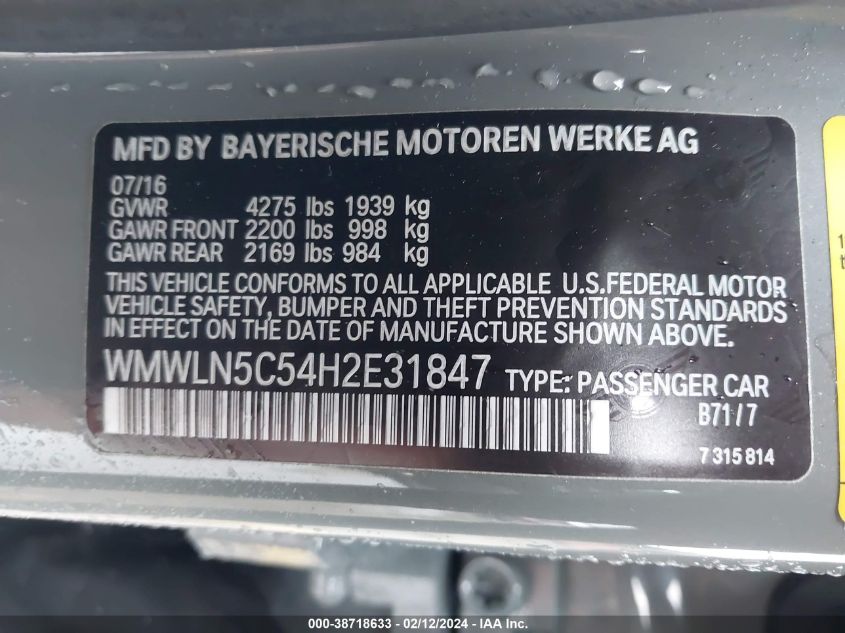 MFD BY BAYERISCHE MOTOREN WERKE AG
07/16
GVWR 4275 lbs 1939 kg
GAWR FRONT 2200 lbs 998 kg
GAWR REAR 2169 lbs 984 kg
THIS VEHICLE CONFORMS TO ALL APPLICABLE U.S.FEDERAL MOTOR
VEHICLE SAFETY, BUMPER AND THEFT PREVENTION STANDARDS
IN EFFECT ON THE DATE OF MANUFACTURE SHOWN ABOVE.
WMWLN5C54H2E31847 TYPE: PASSENGER CAR
B71/7
7 315 814
000-38718633 - 02/12/2024 - IAA Inc.